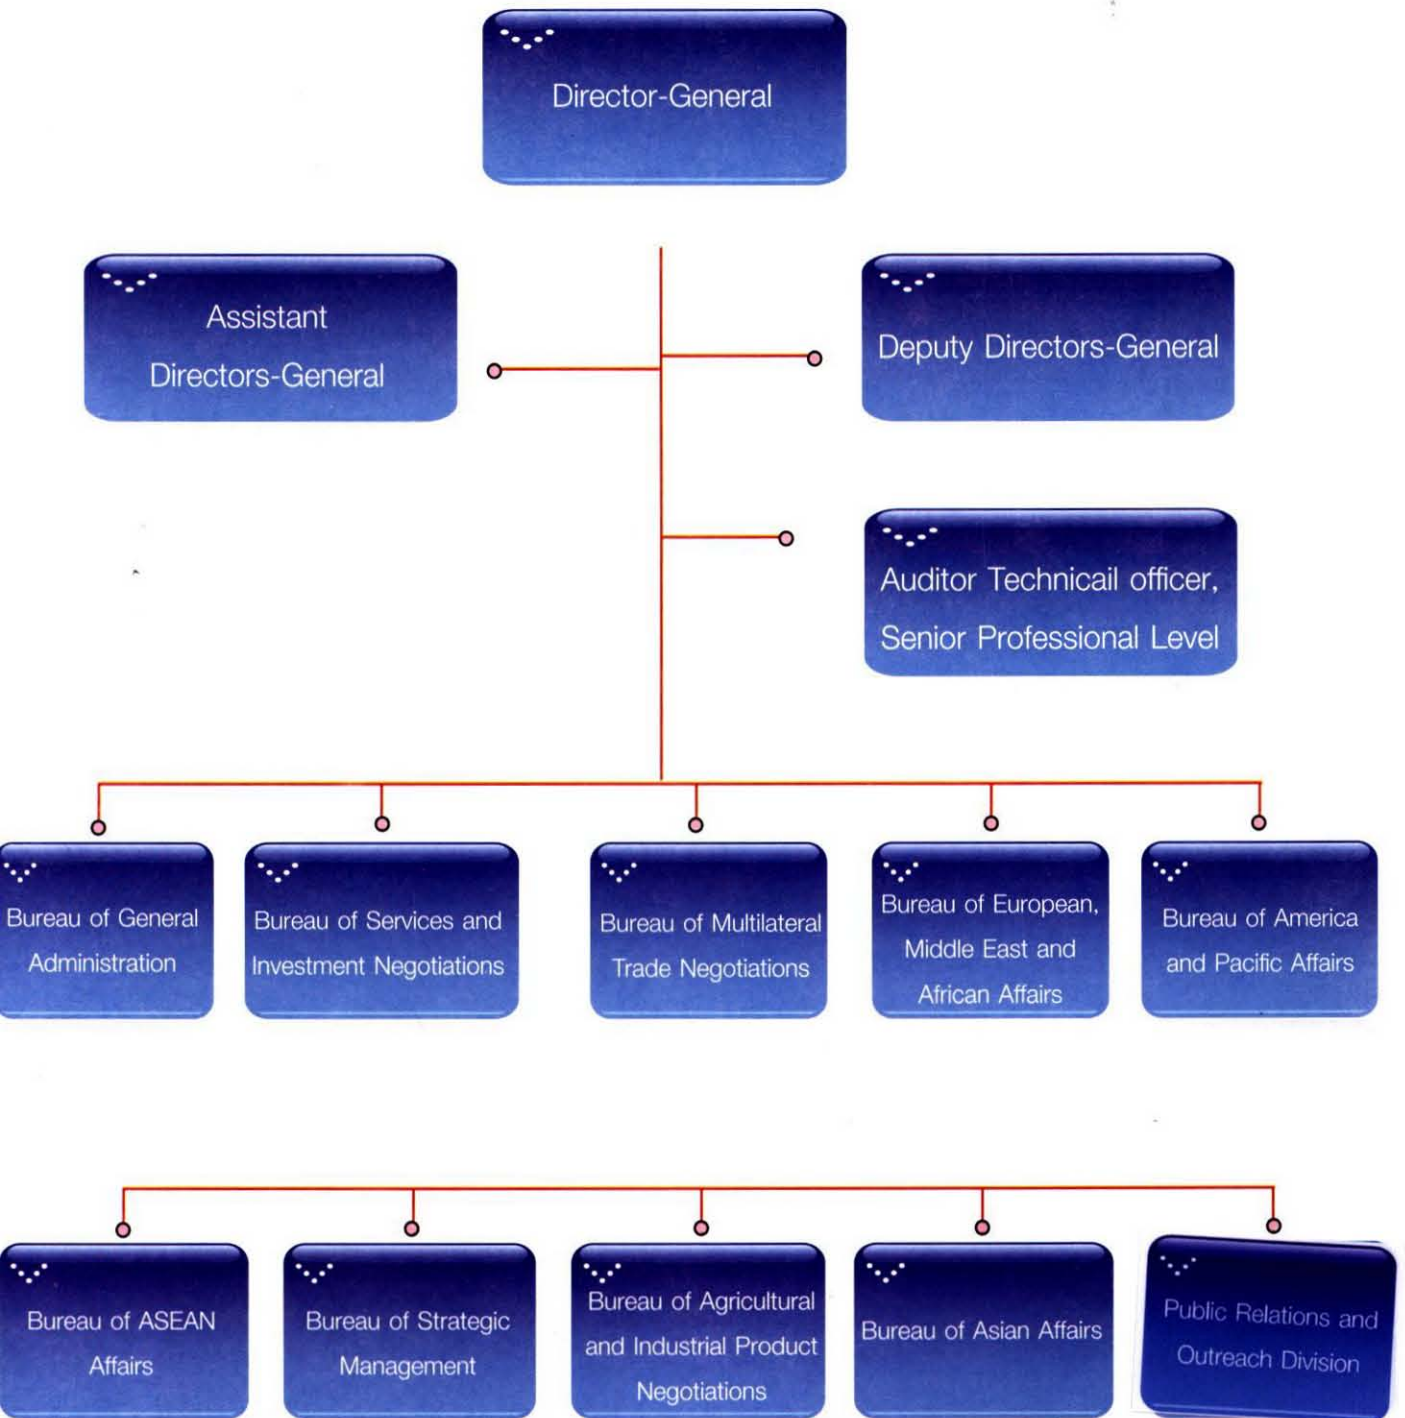 Director-General
Assistant
Directors-General
Deputy Directors-General
Auditor Technicail officer,
Senior Professional Level
Bureau of General
Administration
Bureau of Services and
Investment Negotiations
Bureau of Multilateral
Trade Negotiations
Bureau of European,
Middle East and
African Affairs
Bureau of America
and Pacific Affairs
Bureau of ASEAN
Affairs
Bureau of Strategic
Management
Bureau of Agricultural
and Industrial Product
Negotiations
Bureau of Asian Affairs
Public Relations and
Outreach Division